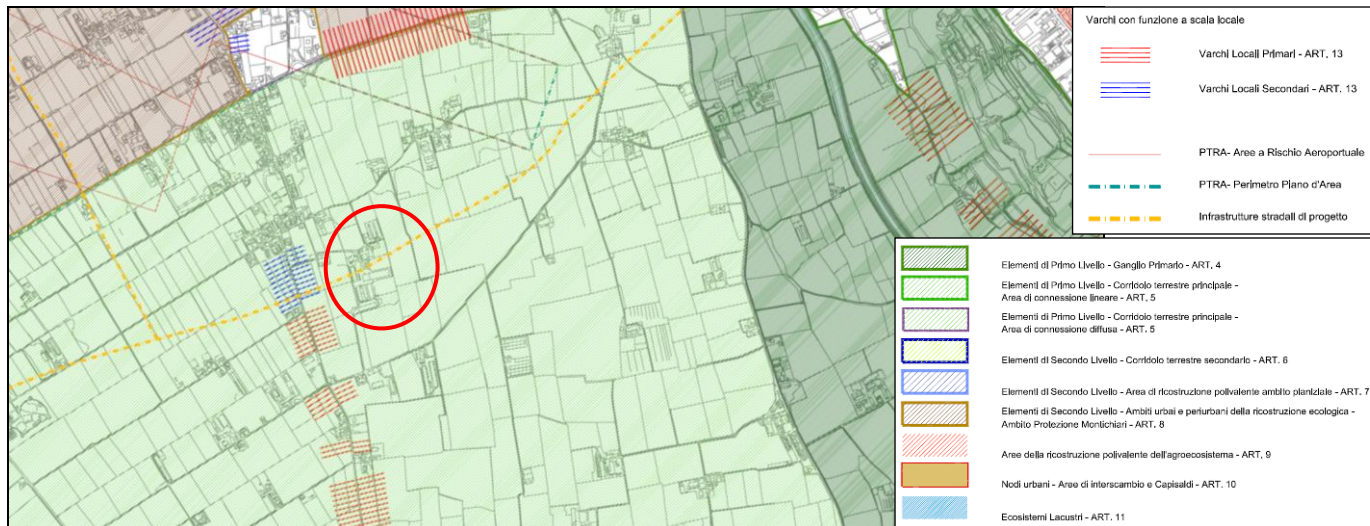 Varchi con funzione a scala locale
Varchi Locali Primari - ART. 13
Varchi Locali Secondari - ART. 13
PTRA- Aree a Rischio Aeroportuale
PTRA- Perimetro Piano d'Area
Infrastrutture stradali di progetto
Elementi di Primo Livello - Ganglio Primario - ART. 4
Elementi di Primo Livello - Corridoio terrestre principale -
Area di connessione lineare - ART. 5
Elementi di Primo Livello - Corridoio terrestre principale -
Area di connessione diffusa - ART. 5
Elementi di Secondo Livello - Corridoio terrestre secondario - ART. 6
Elementi di Secondo Livello - Area di ricostruzione polivalente ambito planiziale - ART. 7
Elementi di Secondo Livello - Ambiti urbai e periurbani della ricostruzione ecologica -
Ambito Protezione Montichiari - ART. 8
Aree della ricostruzione polivalente dell'agroecosistema - ART. 9
Nodi urbani - Aree di interscambio e Capisaldi - ART. 10
Ecosistemi Lacustri - ART. 11